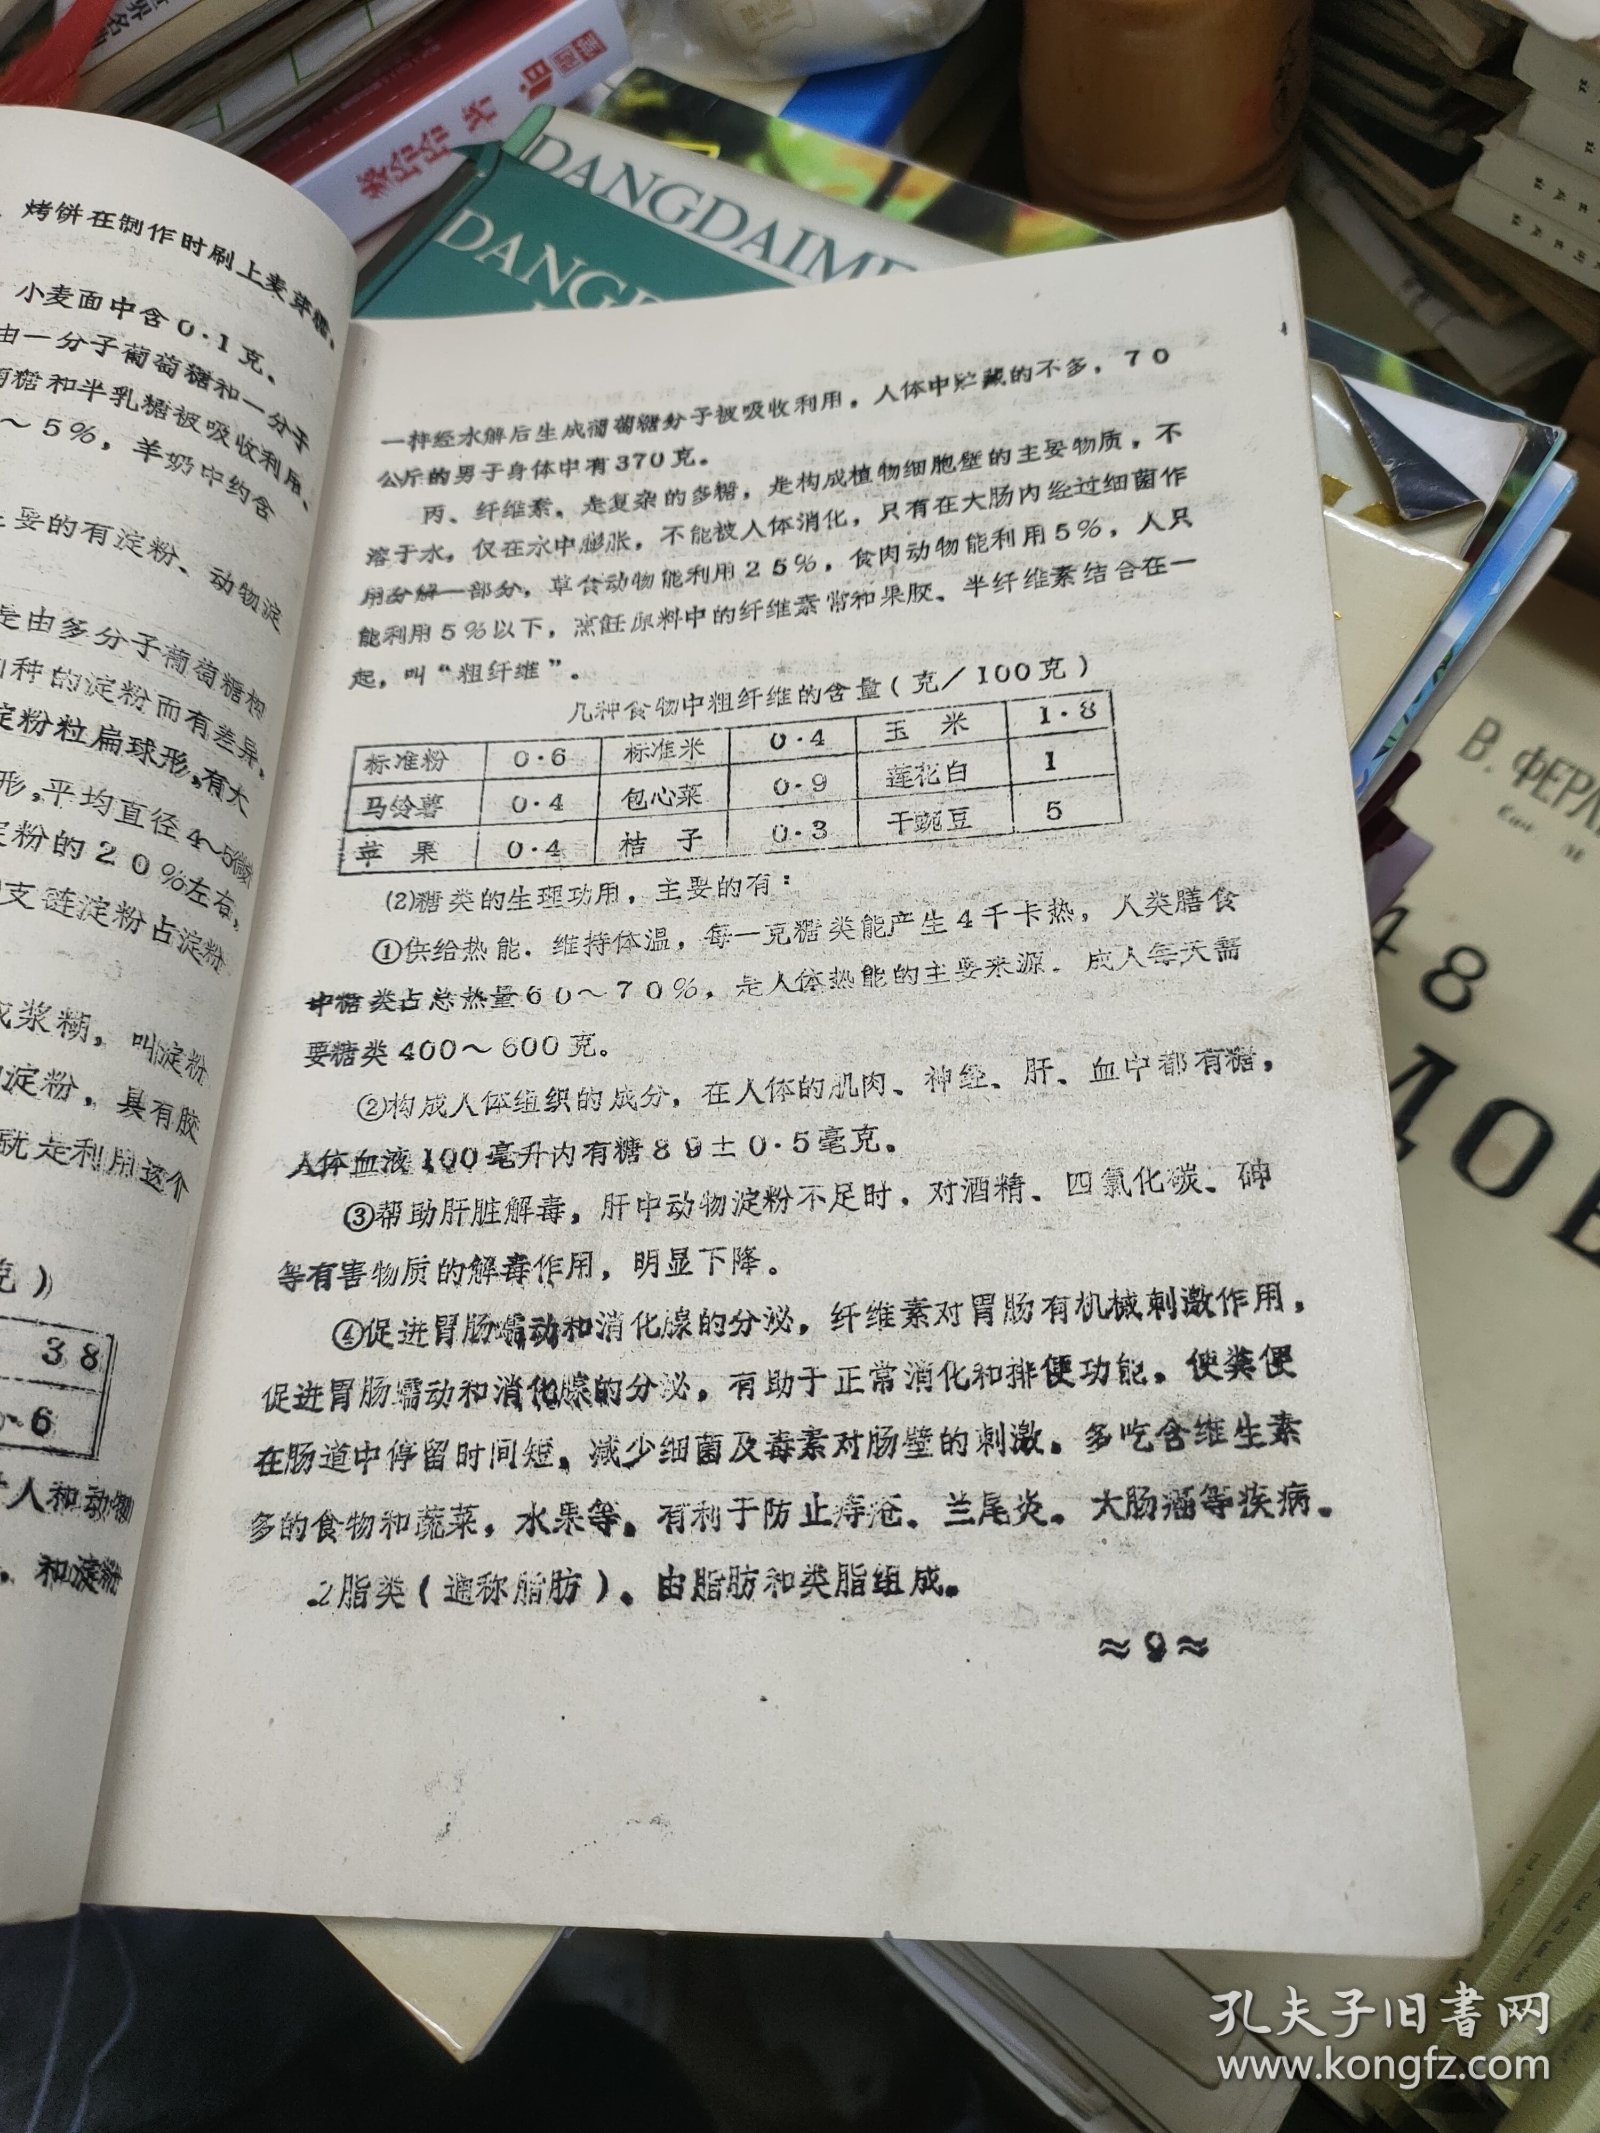 烤饼在制作时刷上麦芽糖,
小麦面中含0.1克。
由一分子葡萄糖和一分子
萄糖和半乳糖被吸收利用,
～5%,羊奶中约含
主要的有淀粉、动物淀
是由多分子葡萄糖构
种的淀粉而有差异,
淀粉粒扁球形,有大
形,平均直径4～5微米
淀粉的20%左右,
支链淀粉占淀粉
成浆糊,叫淀粉
淀粉,具有胶
就是利用这个
克)
38
6
人和动物
和淀粉
一样经水解后生成葡萄糖分子被吸收利用。人体中贮藏的不多,70
公斤的男子身体中有370克。
丙、纤维素。是复杂的多糖,是构成植物细胞壁的主要物质,不
溶于水,仅在水中膨胀,不能被人体消化,只有在大肠内经过细菌作
用分解一部分,草食动物能利用25%,食肉动物能利用5%,人只
能利用5%以下,烹饪原料中的纤维素常和果胶、半纤维素结合在一
起,叫“粗纤维”。
几种食物中粗纤维的含量(克/100克)
标准粉 0.6 标准米 0.4 玉米 1.8
马铃薯 0.4 包心菜 0.9 莲花白 1
苹果 0.4 桔子 0.3 干豌豆 5
(2)糖类的生理功用,主要的有:
①供给热能.维持体温,每一克糖类能产生4千卡热,人类膳食
中糖类占总热量60～70%,是人体热能的主要来源.成人每天需
要糖类400～600克。
②构成人体组织的成分,在人体的肌肉、神经、肝、血中都有糖,
人体血液100毫升内有糖89±0.5毫克。
③帮助肝脏解毒,肝中动物淀粉不足时,对酒精、四氯化碳、砷
等有害物质的解毒作用,明显下降。
④促进胃肠蠕动和消化腺的分泌,纤维素对胃肠有机械刺激作用,
促进胃肠蠕动和消化腺的分泌,有助于正常消化和排便功能。使粪便
在肠道中停留时间短,减少细菌及毒素对肠壁的刺激。多吃含维生素
多的食物和蔬菜,水果等。有利于防止痔疮、兰尾炎。大肠癌等疾病。
2脂类(通称脂肪)。由脂肪和类脂组成。
≈9≈
DANGDAIME
DANG
В. ФЕРЛ
48
ДОВ
孔夫子旧书网
www.kongfz.com